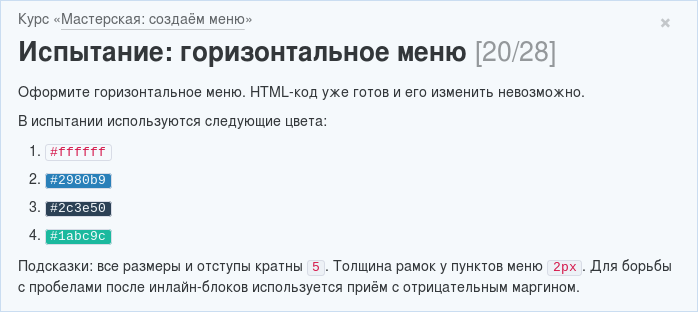 Курс «Мастерская: создаём меню»
×
Испытание: горизонтальное меню [20/28]
Оформите горизонтальное меню. HTML-код уже готов и его изменить невозможно.
В испытании используются следующие цвета:
1. #ffffff
2. #2980b9
3. #2c3e50
4. #1abc9c
Подсказки: все размеры и отступы кратны 5. Толщина рамок у пунктов меню 2px. Для борьбы
с пробелами после инлайн-блоков используется приём с отрицательным маргином.